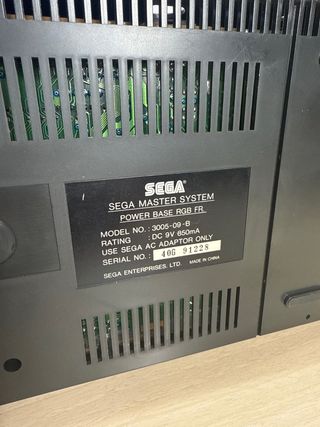 SEGA
SEGA MASTER SYSTEM
POWER BASE RGB FR.
MODEL NO. : 3005-09-B
RATING : DC 9V 850mA
USE SEGA AC ADAPTOR ONLY
SERIAL NO. : 40G 91228
SEGA ENTERPRISES, LTD. MADE IN CHINA